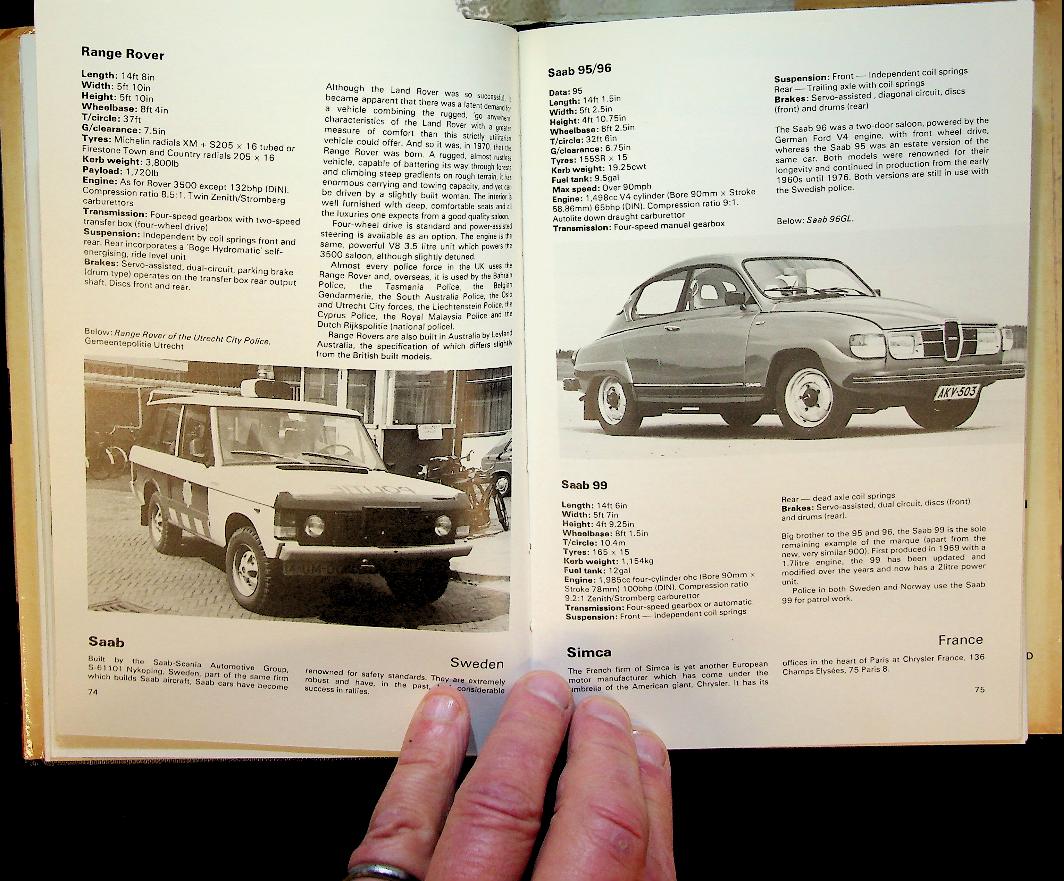 Range Rover
Length: 14ft 8in
Width: 5ft 10in
Height: 5ft 10in
Wheelbase: 8ft 4in
T/circle: 37ft
G/clearance: 7.5in
Tyres: Michelin radials XM + S205 × 16 tubed or
Firestone Town and Country radials 205 × 16
Kerb weight: 3,800lb
Payload: 1,720lb
Engine: As for Rover 3500 except 132bhp (DIN).
Compression ratio 8.5:1. Twin Zenith/Stromberg
carburettors
Transmission: Four-speed gearbox with two-speed
transfer box (four-wheel drive)
Suspension: Independent by coil springs front and
rear. Rear incorporates a 'Boge Hydromatic' self-
energising, ride level unit
Brakes: Servo-assisted, dual-circuit, parking brake
(drum type) operates on the transfer box rear output
shaft. Discs front and rear.
Below: Range Rover of the Utrecht City Police,
Gemeentepolitie Utrecht
Although the Land Rover was so successful, it
became apparent that there was a latent demand for
a vehicle combining the rugged, 'go anywhere'
characteristics of the Land Rover with a greater
measure of comfort than this strictly utilitarian
vehicle could offer. And so it was, in 1970, that the
Range Rover was born. A rugged, almost rustless
vehicle, capable of battering its way through forests
and climbing steep gradients on rough terrain, it has
enormous carrying and towing capacity, and yet can
be driven by a slightly built woman. The interior is
well furnished with deep, comfortable seats and all
the luxuries one expects from a good quality saloon.
Four-wheel drive is standard and power-assisted
steering is available as an option. The engine is the
same, powerful V8 3.5 litre unit which powers the
3500 saloon, although slightly detuned.
Almost every police force in the UK uses the
Range Rover and, overseas, it is used by the Bahrain
Police, the Tasmania Police, the Belgian
Gendarmerie, the South Australia Police, the Oslo
and Utrecht City forces, the Liechtenstein Police, the
Cyprus Police, the Royal Malaysia Police and the
Dutch Rijkspolitie (national police).
Range Rovers are also built in Australia by Leyland
Australia, the specification of which differs slightly
from the British built models.
Saab
Sweden
Built by the Saab-Scania Automotive Group,
S-61101 Nykoping, Sweden, part of the same firm
which builds Saab aircraft, Saab cars have become
renowned for safety standards. They are extremely
robust and have, in the past, considerable
success in rallies.
74
Saab 95/96
Data: 95
Length: 14ft 1.5in
Width: 5ft 2.5in
Height: 4ft 10.75in
Wheelbase: 8ft 2.5in
T/circle: 32ft 6in
G/clearance: 6.75in
Tyres: 155SR × 15
Kerb weight: 19.25cwt
Fuel tank: 9.5gal
Max speed: Over 90mph
Engine: 1,498cc V4 cylinder (Bore 90mm × Stroke
58.86mm) 65bhp (DIN). Compression ratio 9:1.
Autolite down draught carburettor
Transmission: Four-speed manual gearbox
Suspension: Front — Independent coil springs
Rear — Trailing axle with coil springs
Brakes: Servo-assisted, diagonal circuit, discs
(front) and drums (rear)
The Saab 96 was a two-door saloon, powered by the
German Ford V4 engine, with front wheel drive,
whereas the Saab 95 was an estate version of the
same car. Both models were renowned for their
longevity and continued in production from the early
1960s until 1976. Both versions are still in use with
the Swedish police.
Below: Saab 96GL.
AKV-503
Saab 99
Length: 14ft 6in
Width: 5ft 7in
Height: 4ft 9.25in
Wheelbase: 8ft 1.5in
T/circle: 10.4m
Tyres: 165 × 15
Kerb weight: 1,154kg
Fuel tank: 12gal
Engine: 1,985cc four-cylinder ohc (Bore 90mm ×
Stroke 78mm) 100bhp (DIN). Compression ratio
9.2:1 Zenith/Stromberg carburettor
Transmission: Four-speed gearbox or automatic
Suspension: Front — independent coil springs
Rear — dead axle coil springs
Brakes: Servo-assisted, dual circuit, discs (front)
and drums (rear).
Big brother to the 95 and 96, the Saab 99 is the sole
remaining example of the marque (apart from the
new, very similar 900). First produced in 1969 with a
1.7litre engine, the 99 has been updated and
modified over the years and now has a 2litre power
unit.
Police in both Sweden and Norway use the Saab
99 for patrol work.
Simca
France
The French firm of Simca is yet another European
motor manufacturer which has come under the
umbrella of the American giant, Chrysler. It has its
offices in the heart of Paris at Chrysler France, 136
Champs Elysées, 75 Paris 8.
75
D